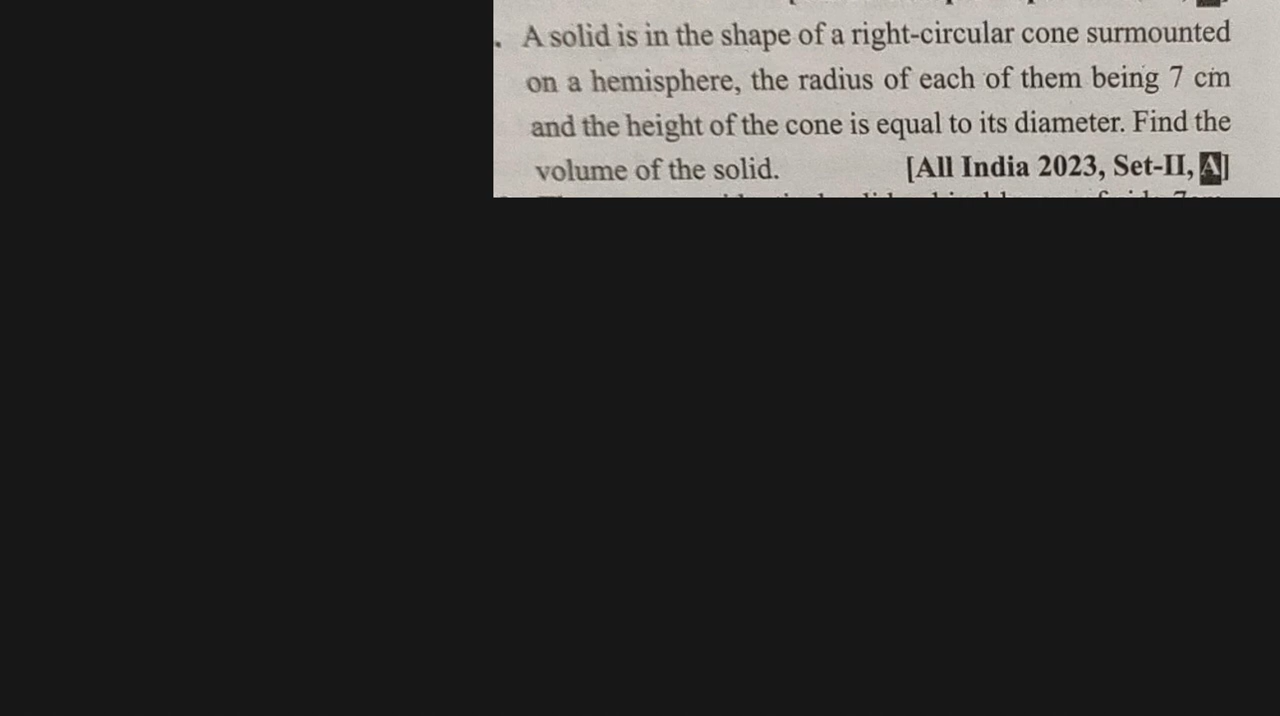 . A solid is in the shape of a right-circular cone surmounted
on a hemisphere, the radius of each of them being 7 cm
and the height of the cone is equal to its diameter. Find the
volume of the solid. [All India 2023, Set-II, A]